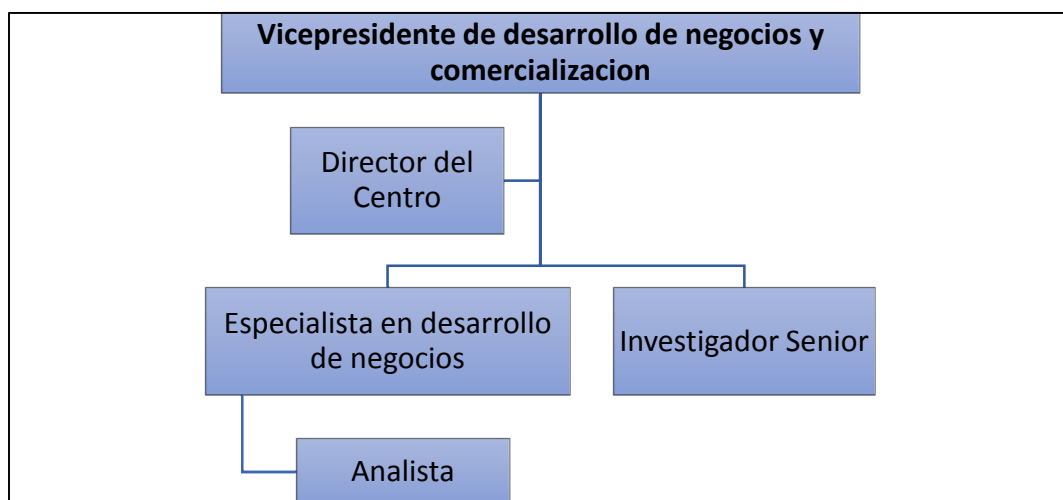 Vicepresidente de desarrollo de negocios y
comercializacion
Director del
Centro
Especialista en desarrollo
de negocios
Investigador Senior
Analista